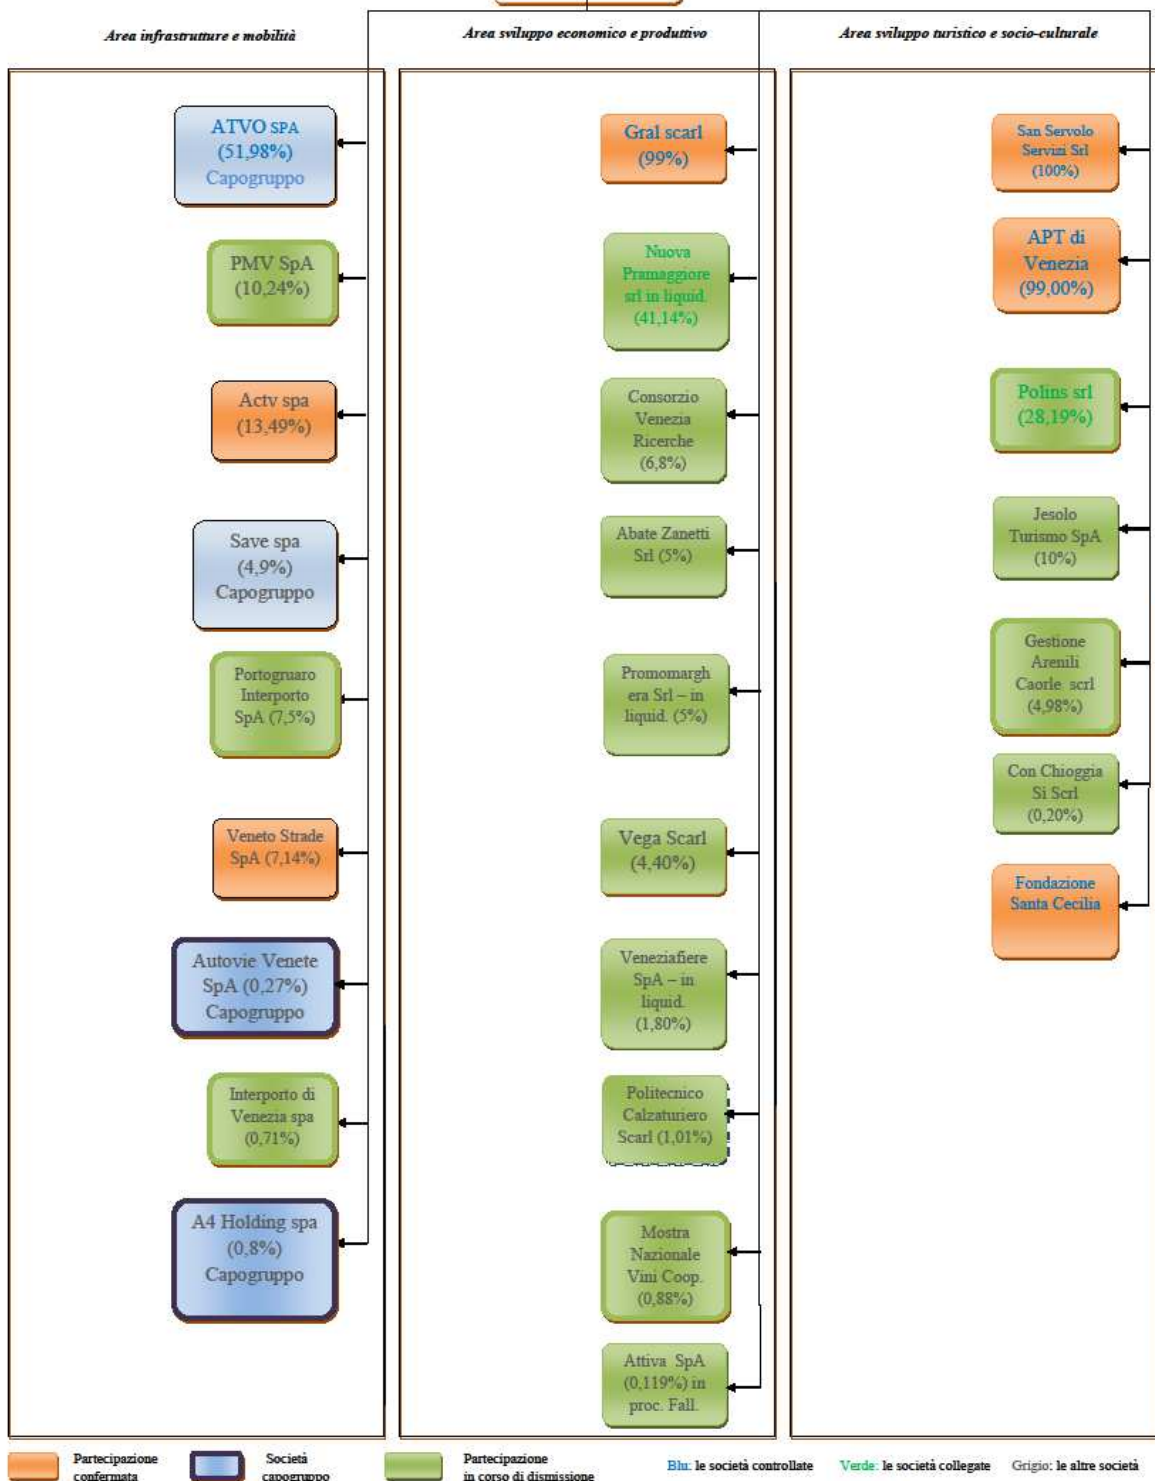 Area infrastrutture e mobilità
Area sviluppo economico e produttivo
Area sviluppo turistico e socio-culturale
ATVO SPA
(51,98%)
Capogruppo
PMV SpA
(10,24%)
Actv spa
(13,49%)
Save spa
(4,9%)
Capogruppo
Portogruaro
Interporto
SpA (7,5%)
Veneto Strade
SpA (7,14%)
Autovie Venete
SpA (0,27%)
Capogruppo
Interporto di
Venezia spa
(0,71%)
A4 Holding spa
(0,8%)
Capogruppo
Gral scarl
(99%)
Nuova
Pramaggiore
srl in liquid.
(41,14%)
Consorzio
Venezia
Ricerche
(6,8%)
Abate Zanetti
Srl (5%)
Promomargh
era Srl – in
liquid. (5%)
Vega Scarl
(4,40%)
Veneziafiere
SpA – in
liquid.
(1,80%)
Politecnico
Calzaturiero
Scarl (1,01%)
Mostra
Nazionale
Vini Coop.
(0,88%)
Attiva SpA
(0,119%) in
proc. Fall.
San Servolo
Servizi Srl
(100%)
APT di
Venezia
(99,00%)
Polins srl
(28,19%)
Jesolo
Turismo SpA
(10%)
Gestione
Arenili
Caorle scrl
(4,98%)
Con Chioggia
Si Scrl
(0,20%)
Fondazione
Santa Cecilia
Partecipazione
confermata
Società
capogruppo
Partecipazione
in corso di dismissione
Blu: le società controllate
Verde: le società collegate
Grigio: le altre società